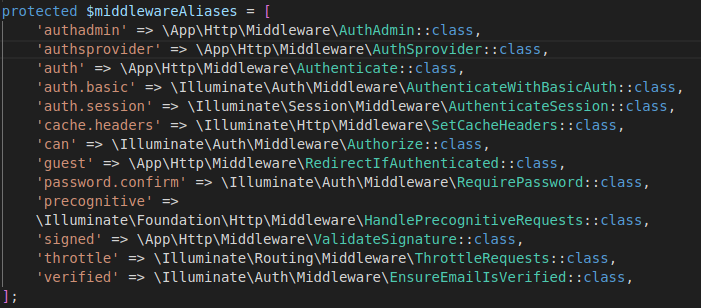 protected $middlewareAliases = [
'authadmin' => \App\Http\Middleware\AuthAdmin::class,
'authsprovider' => \App\Http\Middleware\AuthSprovider::class,
'auth' => \App\Http\Middleware\Authenticate::class,
'auth.basic' => \Illuminate\Auth\Middleware\AuthenticateWithBasicAuth::class,
'auth.session' => \Illuminate\Session\Middleware\AuthenticateSession::class,
'cache.headers' => \Illuminate\Http\Middleware\SetCacheHeaders::class,
'can' => \Illuminate\Auth\Middleware\Authorize::class,
'guest' => \App\Http\Middleware\RedirectIfAuthenticated::class,
'password.confirm' => \Illuminate\Auth\Middleware\RequirePassword::class,
'precognitive' =>
\Illuminate\Foundation\Http\Middleware\HandlePrecognitiveRequests::class,
'signed' => \App\Http\Middleware\ValidateSignature::class,
'throttle' => \Illuminate\Routing\Middleware\ThrottleRequests::class,
'verified' => \Illuminate\Auth\Middleware\EnsureEmailIsVerified::class,
];